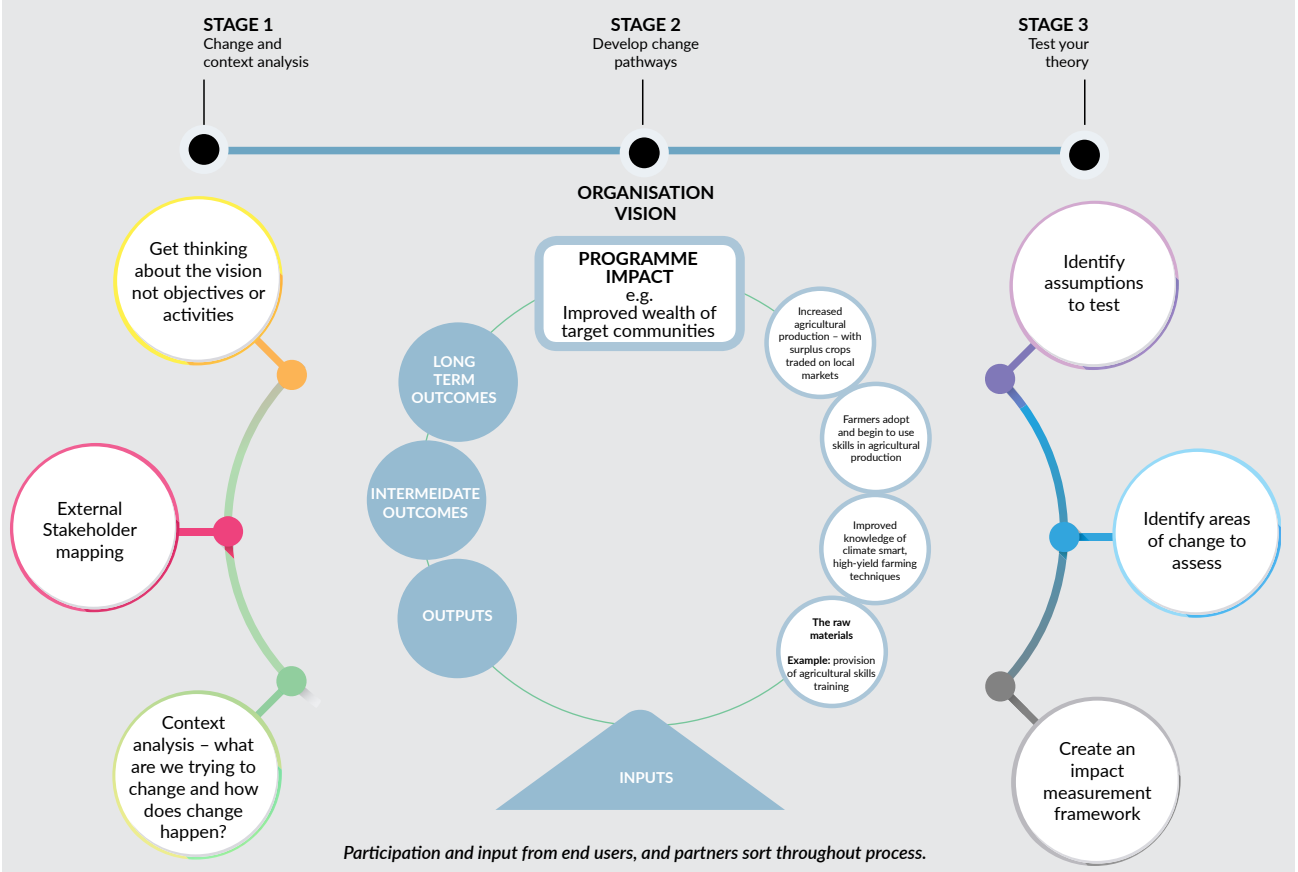 STAGE 1
Change and
context analysis
STAGE 2
Develop change
pathways
STAGE 3
Test your
theory
Get thinking
about the vision
not objectives or
activities
External
Stakeholder
mapping
Context
analysis – what
are we trying to
change and how
does change
happen?
ORGANISATION
VISION
PROGRAMME
IMPACT
e.g.
Improved wealth of
target communities
LONG
TERM
OUTCOMES
INTERMEIDATE
OUTCOMES
OUTPUTS
INPUTS
Increased
agricultural
production – with
surplus crops
traded on local
markets
Farmers adopt
and begin to use
skills in agricultural
production
Improved
knowledge of
climate smart,
high-yield farming
techniques
The raw
materials
Example: provision
of agricultural skills
training
Identify
assumptions
to test
Identify areas
of change to
assess
Create an
impact
measurement
framework
Participation and input from end users, and partners sort throughout process.